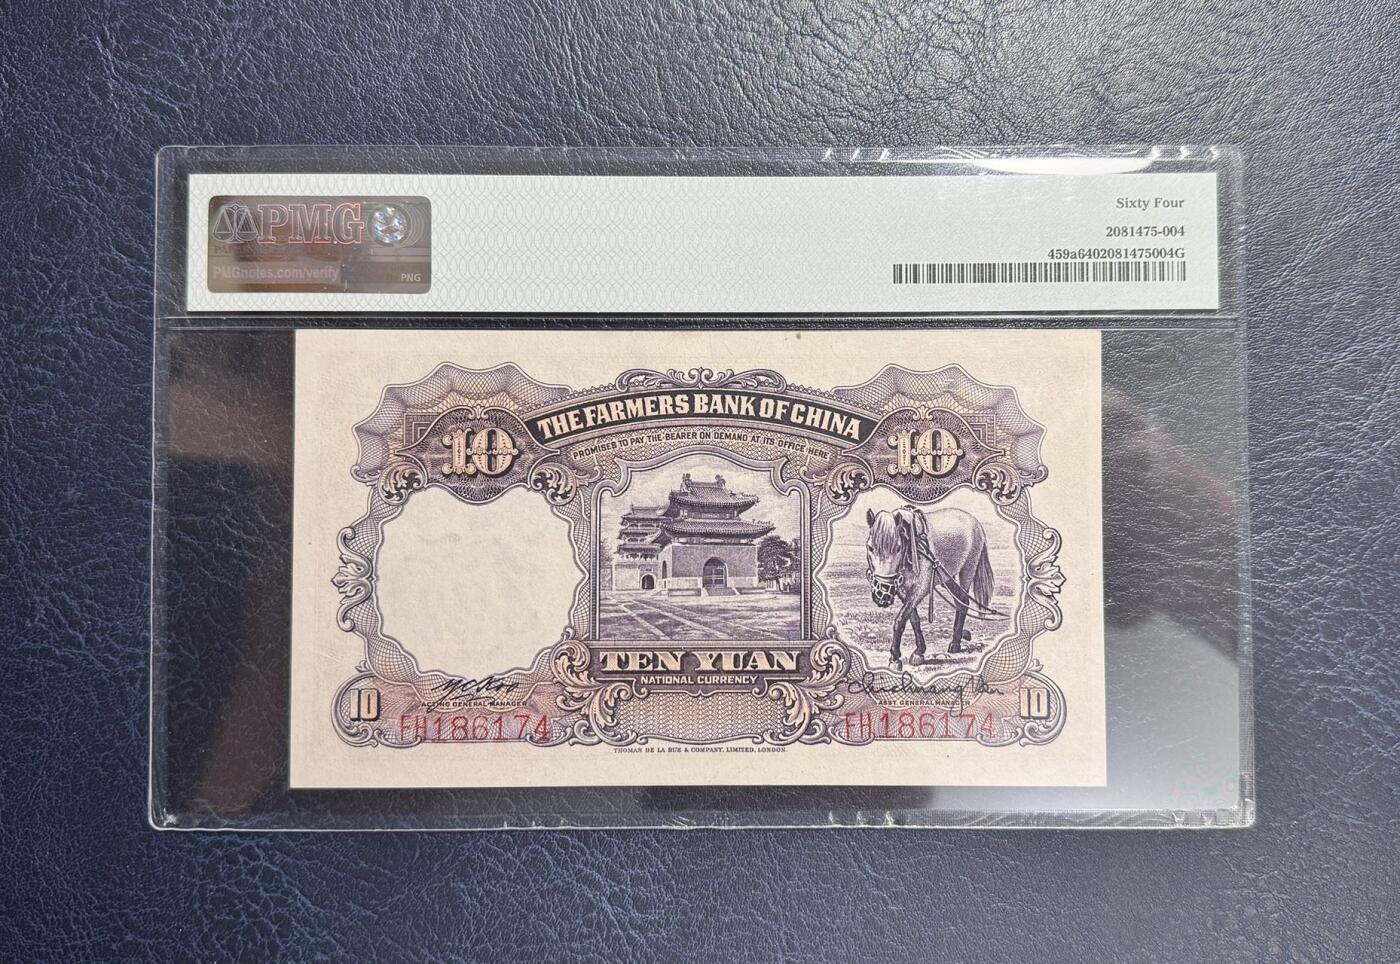 PMG
PMGnotes.com/verify
PNG
Sixty Four
2081475-004
459a6402081475004G
THE FARMERS BANK OF CHINA
PROMISES TO PAY THE BEARER ON DEMAND AT ITS OFFICE HERE
10
10
TEN YUAN
NATIONAL CURRENCY
ACTING GENERAL MANAGER
ASST. GENERAL MANAGER
10
FH186174
FH186174
10
THOMAS DE LA RUE & COMPANY, LIMITED, LONDON.